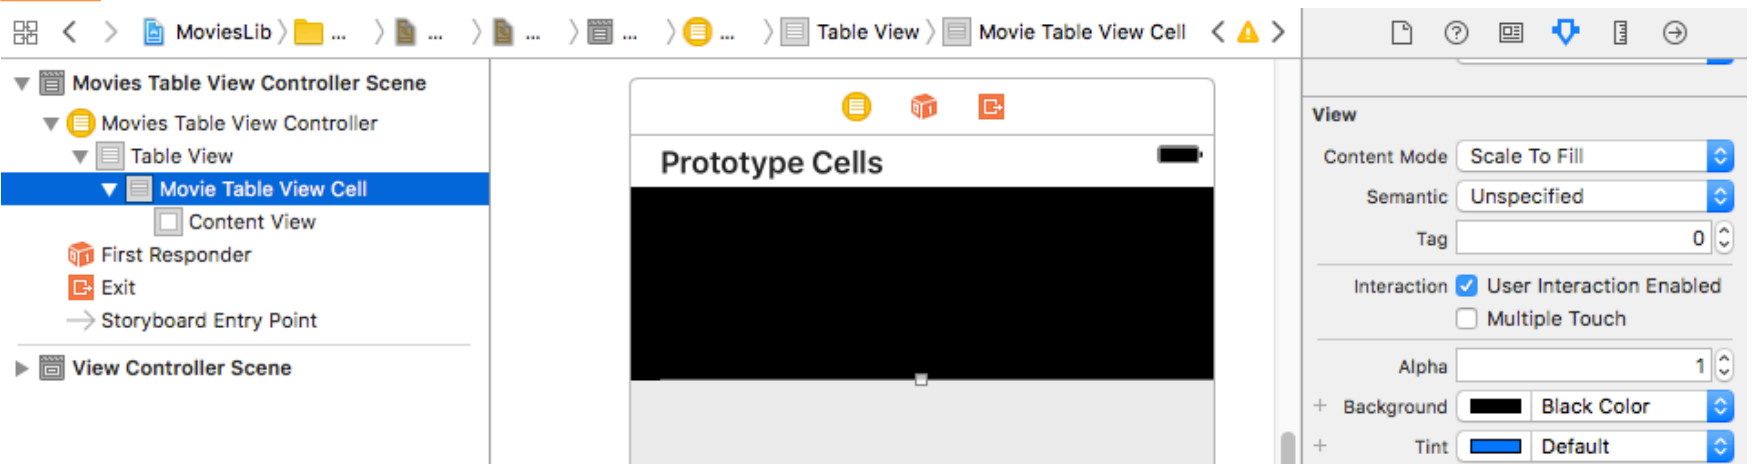 MoviesLib ... ... ... ... ... Table View Movie Table View Cell
Movies Table View Controller Scene
Movies Table View Controller
Table View
Movie Table View Cell
Content View
First Responder
Exit
Storyboard Entry Point
View Controller Scene
Prototype Cells
View
Content Mode Scale To Fill
Semantic Unspecified
Tag 0
Interaction User Interaction Enabled
Multiple Touch
Alpha 1
+ Background Black Color
+ Tint Default